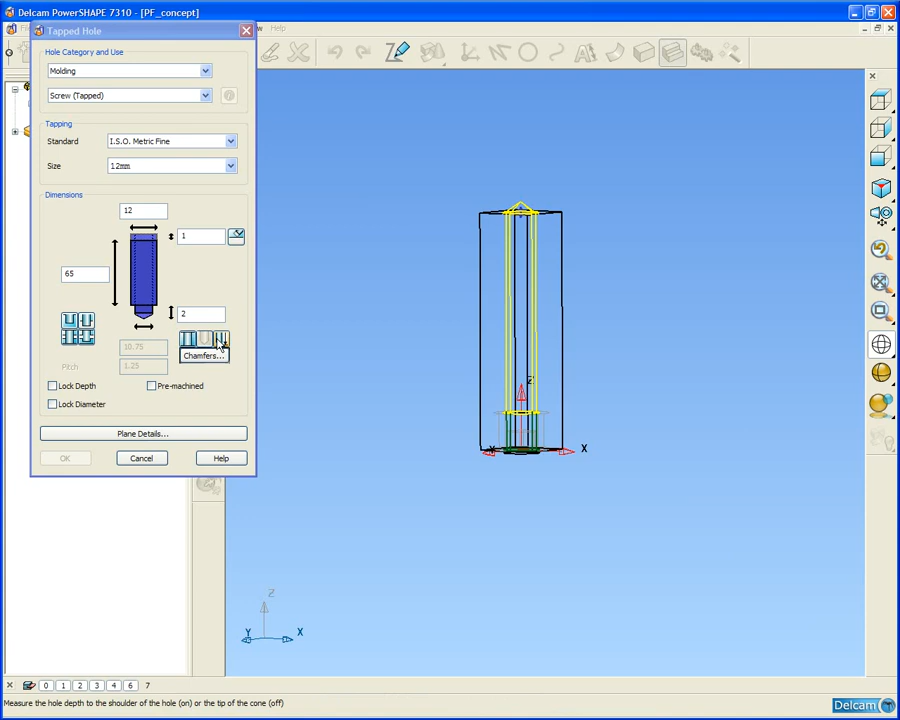 Delcam PowerSHAPE 7310 - [PF_concept]
Tapped Hole
Help
Hole Category and Use
Molding
Screw (Tapped)
Tapping
Standard
I.S.O. Metric Fine
Size
12mm
Dimensions
12
1
65
2
10.75
Chamfers...
Pitch
1.25
Lock Depth
Pre-machined
Lock Diameter
Plane Details...
OK
Cancel
Help
Z
X
X
Z
Y
X
0 1 2 3 4 6 7
Measure the hole depth to the shoulder of the hole (on) or the tip of the cone (off)
Delcam